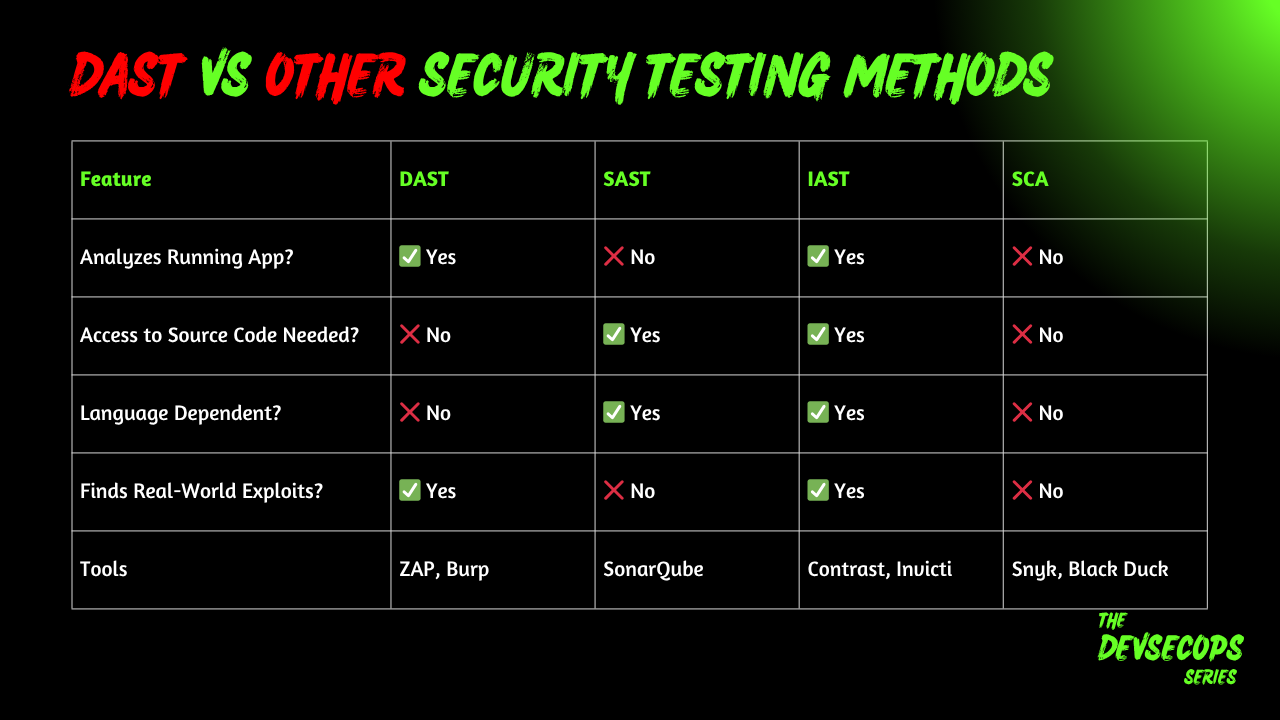 DAST VS OTHER SECURITY TESTING METHODS
Feature DAST SAST IAST SCA
Analyzes Running App? ✅ Yes ❌ No ✅ Yes ❌ No
Access to Source Code Needed? ❌ No ✅ Yes ✅ Yes ❌ No
Language Dependent? ❌ No ✅ Yes ✅ Yes ❌ No
Finds Real-World Exploits? ✅ Yes ❌ No ✅ Yes ❌ No
Tools ZAP, Burp SonarQube Contrast, Invicti Snyk, Black Duck
THE
DEVSECOPS
SERIES